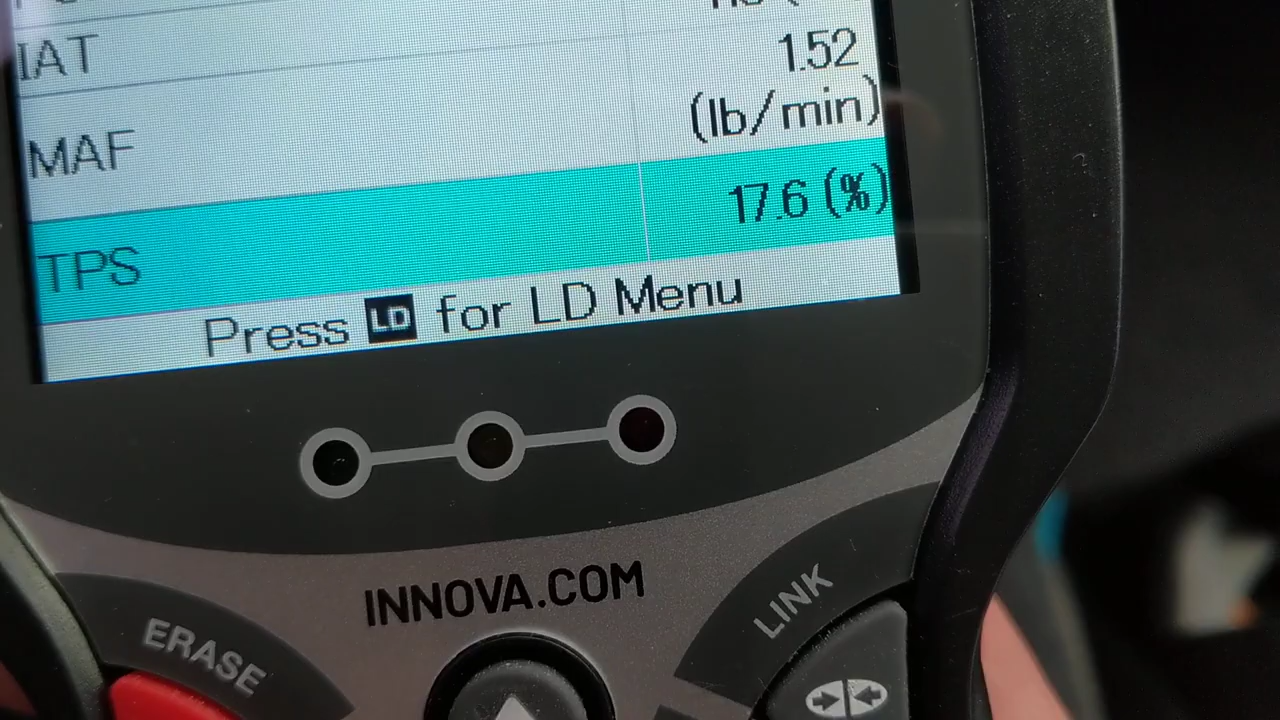 IAT
1.52
(lb/min)
MAF
17.6 (%)
TPS
Press LD for LD Menu
INNOVA.COM
LINK
ERASE